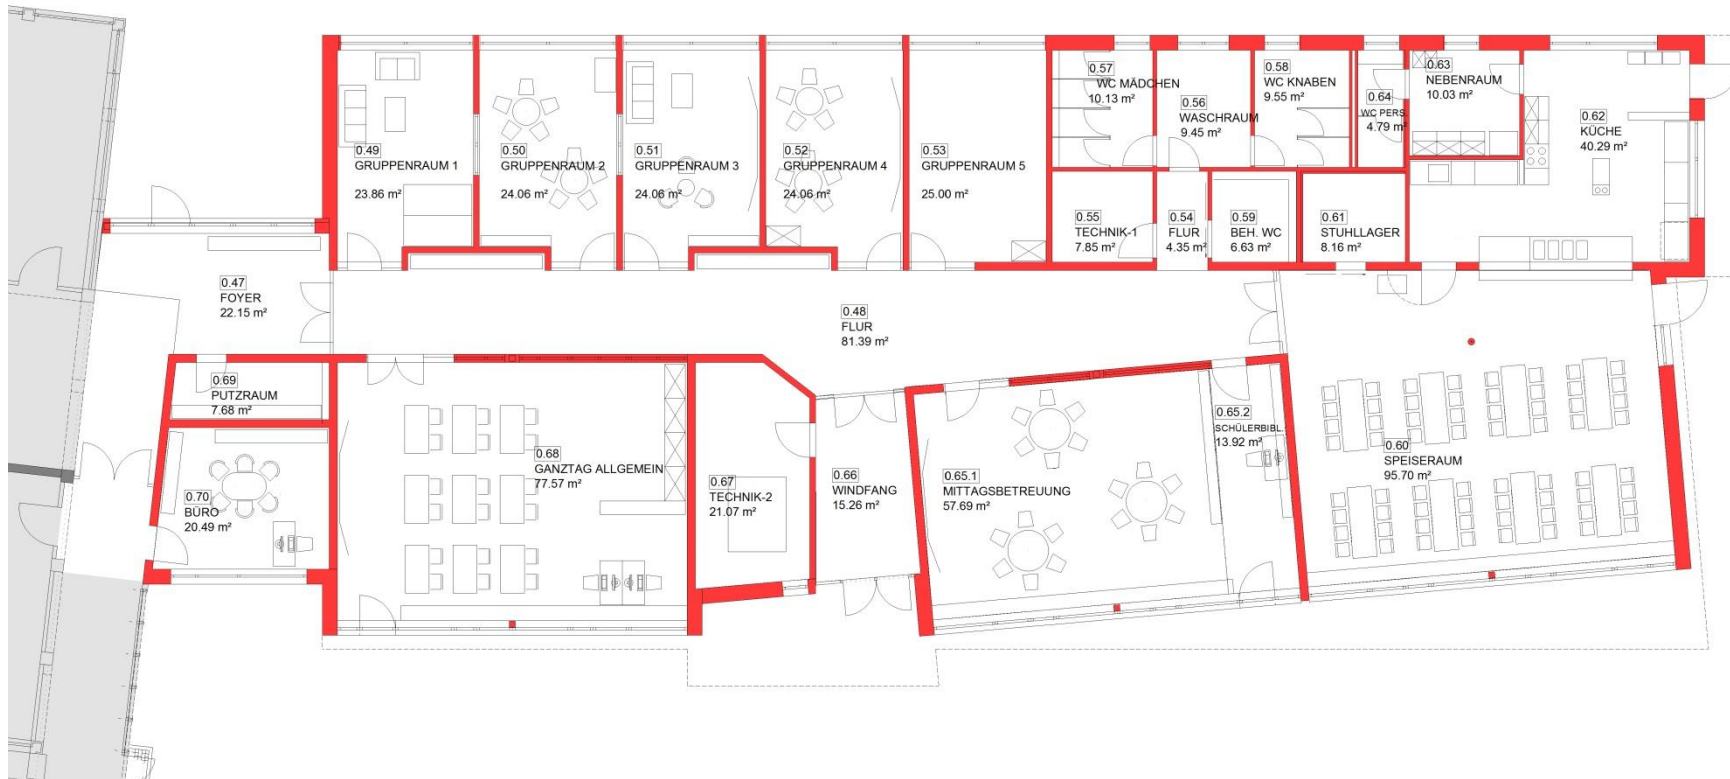 0.49
GRUPPENRAUM 1
23.86 m²
0.50
GRUPPENRAUM 2
24.06 m²
0.51
GRUPPENRAUM 3
24.06 m²
0.52
GRUPPENRAUM 4
24.06 m²
0.53
GRUPPENRAUM 5
25.00 m²
0.57
WC MÄDCHEN
10.13 m²
0.56
WASCHRAUM
9.45 m²
0.58
WC KNABEN
9.55 m²
0.64
WC PERS.
4.79 m²
0.63
NEBENRAUM
10.03 m²
0.62
KÜCHE
40.29 m²
0.55
TECHNIK-1
7.85 m²
0.54
FLUR
4.35 m²
0.59
BEH. WC
6.63 m²
0.61
STUHLLAGER
8.16 m²
0.47
FOYER
22.15 m²
0.48
FLUR
81.39 m²
0.69
PUTZRAUM
7.68 m²
0.70
BÜRO
20.49 m²
0.68
GANZTAG ALLGEMEIN
77.57 m²
0.67
TECHNIK-2
21.07 m²
0.66
WINDFANG
15.26 m²
0.65.1
MITTAGSBETREUUNG
57.69 m²
0.65.2
SCHÜLERBIBL.
13.92 m²
0.60
SPEISERAUM
95.70 m²